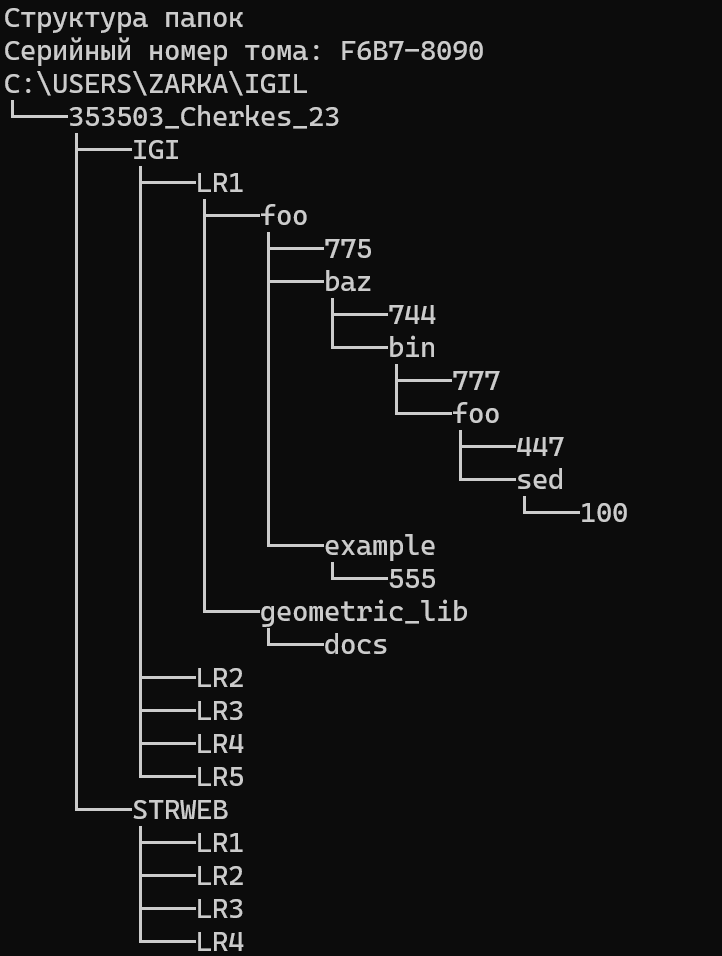 Структура папок
Серийный номер тома: F6B7-8090
C:\USERS\ZARKA\IGIL
└───353503_Cherkes_23
    ├───IGI
    │   ├───LR1
    │   │   ├───foo
    │   │   │   ├───775
    │   │   │   ├───baz
    │   │   │   │   ├───744
    │   │   │   │   └───bin
    │   │   │   │       ├───777
    │   │   │   │       └───foo
    │   │   │   │           ├───447
    │   │   │   │           └───sed
    │   │   │   │               └───100
    │   │   │   └───example
    │   │   │       └───555
    │   │   └───geometric_lib
    │   │       └───docs
    │   ├───LR2
    │   ├───LR3
    │   ├───LR4
    │   └───LR5
    └───STRWEB
        ├───LR1
        ├───LR2
        ├───LR3
        └───LR4